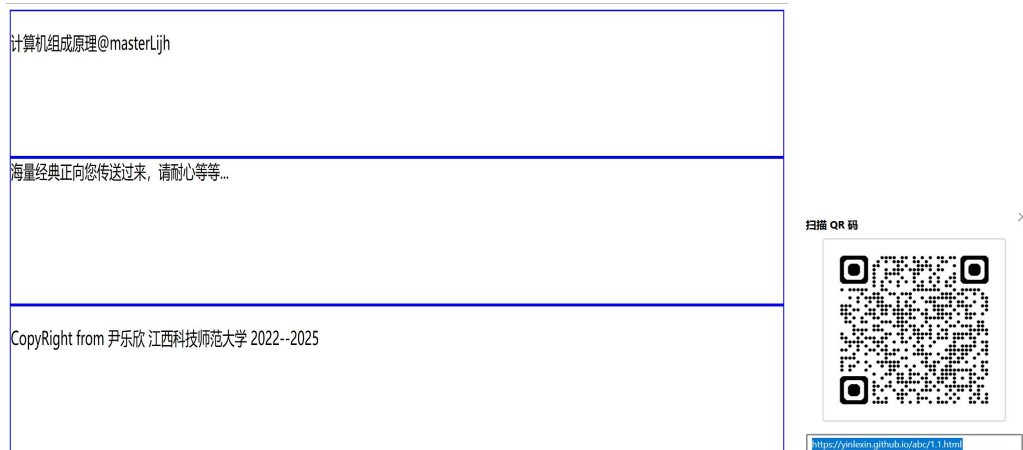 计算机组成原理@masterLijh
海量经典正向您传送过来，请耐心等等...
CopyRight from 尹乐欣 江西科技师范大学 2022--2025
扫描 QR 码
https://yinlexin.github.io/abc/1.1.html